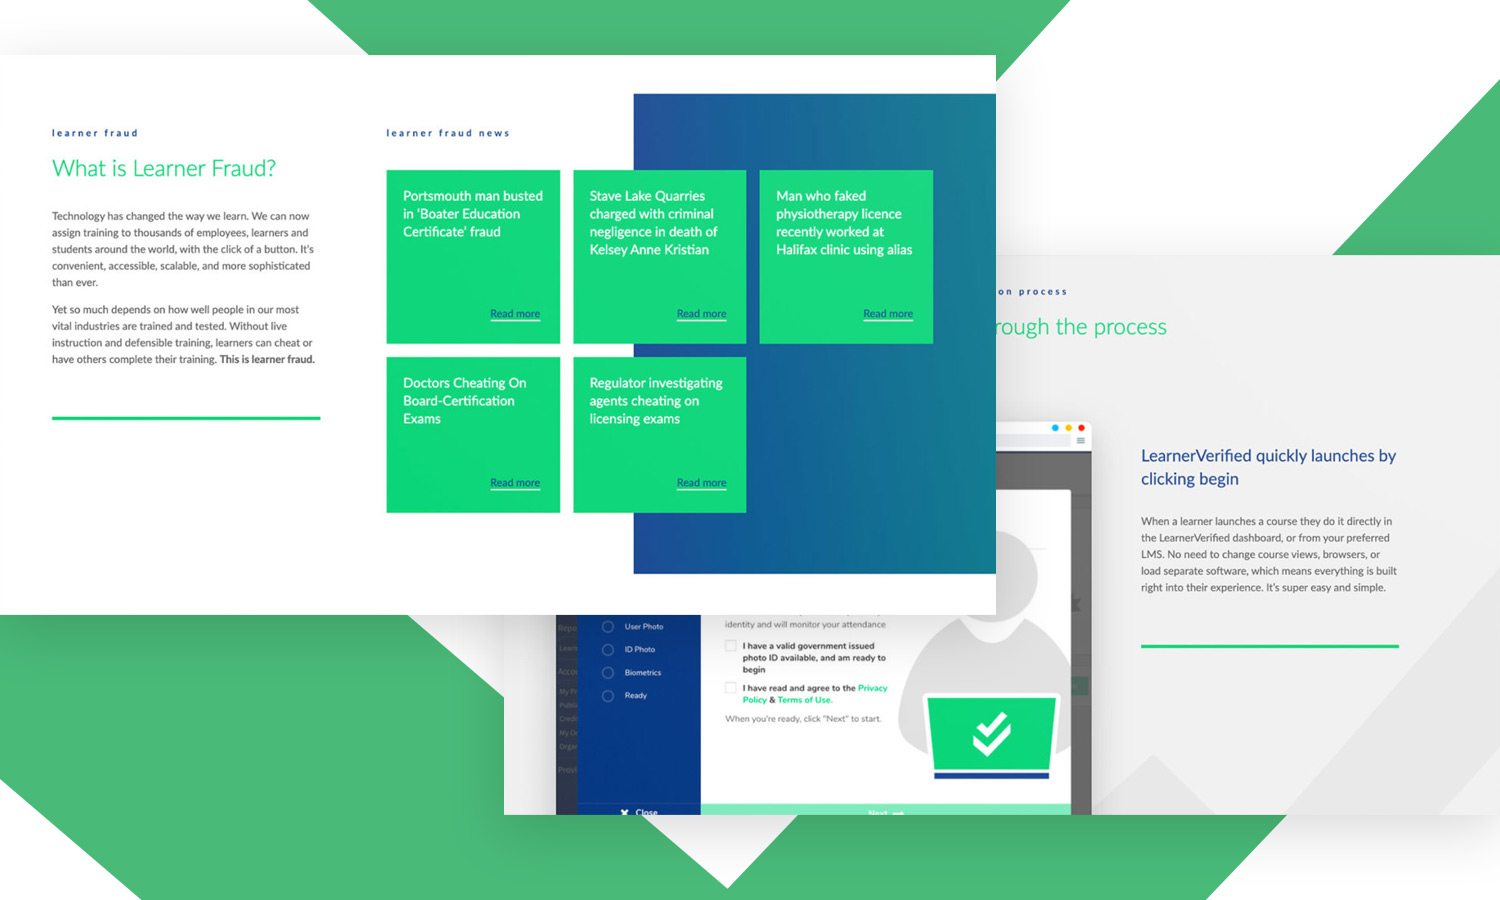 learner fraud
What is Learner Fraud?
Technology has changed the way we learn. We can now
assign training to thousands of employees, learners and
students around the world, with the click of a button. It's
convenient, accessible, scalable, and more sophisticated
than ever.
Yet so much depends on how well people in our most
vital industries are trained and tested. Without live
instruction and defensible training, learners can cheat or
have others complete their training. This is learner fraud.
learner fraud news
Portsmouth man busted
in 'Boater Education
Certificate' fraud
Read more
Stave Lake Quarries
charged with criminal
negligence in death of
Kelsey Anne Kristian
Read more
Man who faked
physiotherapy licence
recently worked at
Halifax clinic using alias
Read more
Doctors Cheating On
Board-Certification
Exams
Read more
Regulator investigating
agents cheating on
licensing exams
Read more
on process
rough the process
LearnerVerified quickly launches by
clicking begin
When a learner launches a course they do it directly in
the LearnerVerified dashboard, or from your preferred
LMS. No need to change course views, browsers, or
load separate software, which means everything is built
right into their experience. It's super easy and simple.
User Photo
ID Photo
Biometrics
Ready
Close
identity and will monitor your attendance
I have a valid government issued
photo ID available, and am ready to
begin
I have read and agree to the Privacy
Policy & Terms of Use.
When you're ready, click "Next" to start.
Next